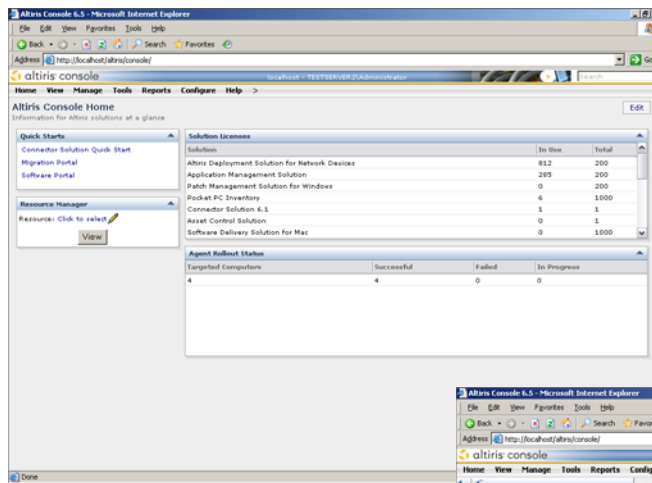 Altiris Console 6.5 - Microsoft Internet Explorer
File Edit View Favorites Tools Help
Back Search Favorites
Address http://localhost/altiris/console/ Go
altiris console localhost - TESTSERVER2\Administrator Search
Home View Manage Tools Reports Configure Help >
Altiris Console Home Edit
Information for Altiris solutions at a glance
Quick Starts
Connector Solution Quick Start
Migration Portal
Software Portal
Resource Manager
Resource: Click to select
View
Solution Licenses
Solution In Use Total
Altiris Deployment Solution for Network Devices 812 200
Application Management Solution 285 200
Patch Management Solution for Windows 0 200
Pocket PC Inventory 6 1000
Connector Solution 6.1 1 1
Asset Control Solution 0 1
Software Delivery Solution for Mac 0 1000
Agent Rollout Status
Targeted Computers Successful Failed In Progress
4 4 0 0
Done
Altiris Console 6.5 - Microsoft Internet Explorer
File Edit View Favorites Tools Help
Back Search Favor
Address http://localhost/altiris/console/
altiris console
Home View Manage Tools Reports Config